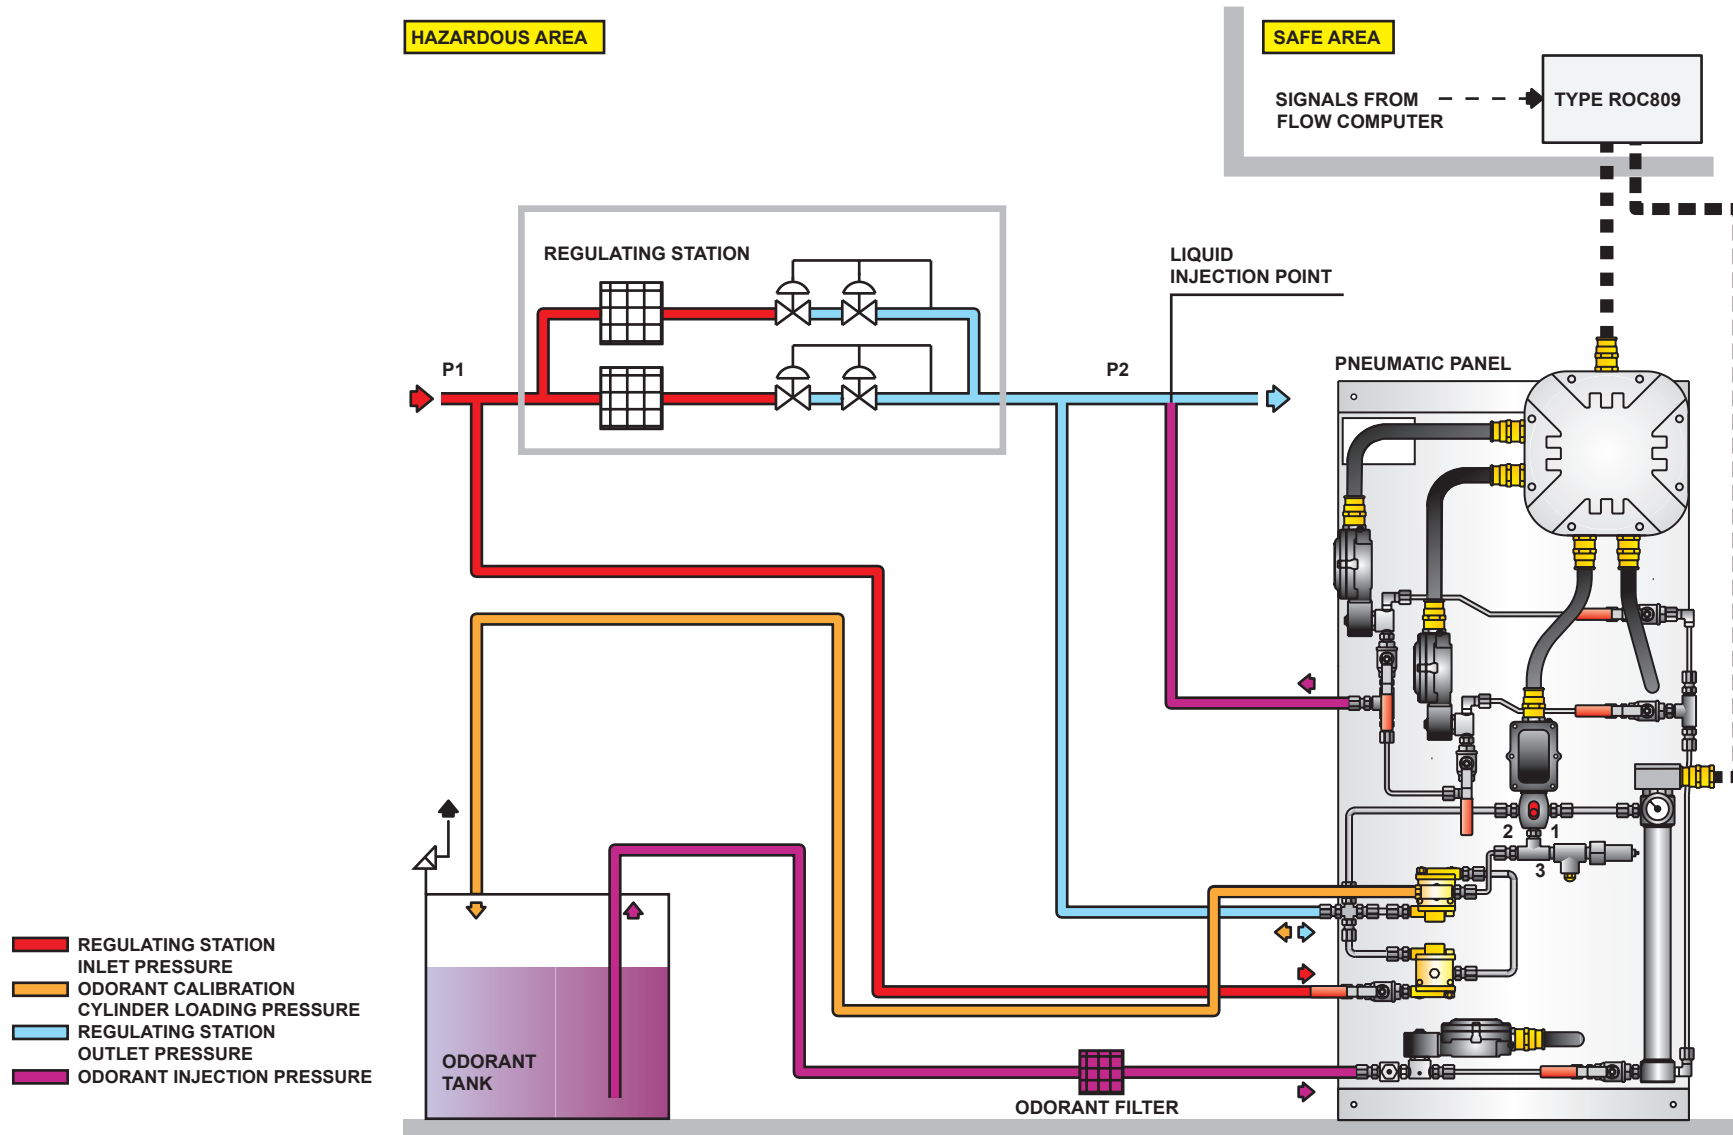 HAZARDOUS AREA
SAFE AREA
SIGNALS FROM
FLOW COMPUTER
TYPE ROC809
REGULATING STATION
LIQUID
INJECTION POINT
P1
P2
PNEUMATIC PANEL
2
1
3
REGULATING STATION
INLET PRESSURE
ODORANT CALIBRATION
CYLINDER LOADING PRESSURE
REGULATING STATION
OUTLET PRESSURE
ODORANT INJECTION PRESSURE
ODORANT
TANK
ODORANT FILTER